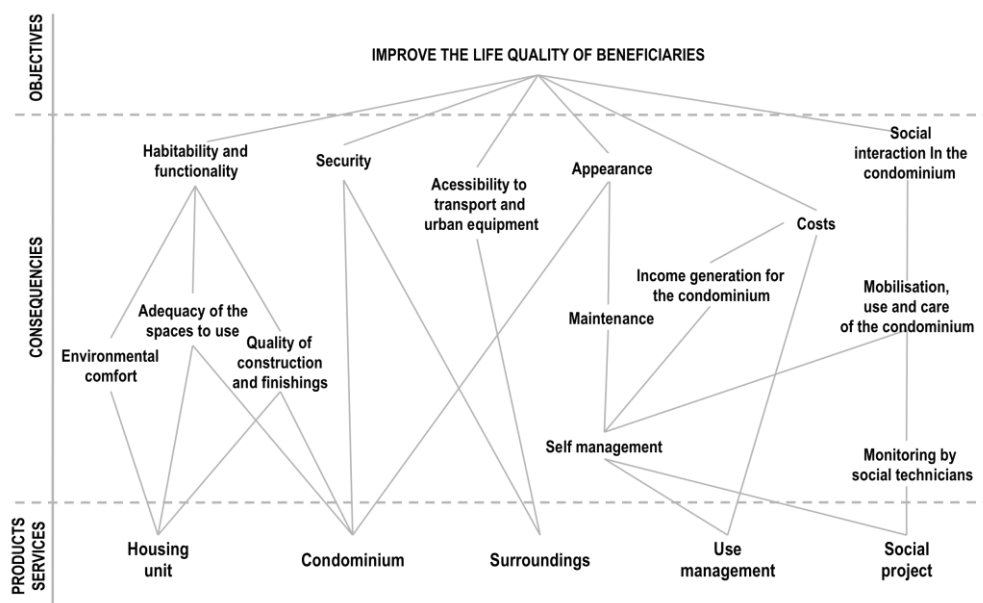 OBJECTIVES
IMPROVE THE LIFE QUALITY OF BENEFICIARIES
CONSEQUENCIES
Habitability and
functionality
Security
Acessibility to
transport and
urban equipment
Appearance
Social
interaction In the
condominium
Costs
Income generation for
the condominium
Mobilisation,
use and care
of the condominium
Adequacy of the
spaces to use
Maintenance
Environmental
comfort
Quality of
construction
and finishings
Self management
Monitoring by
social technicians
PRODUCTS
SERVICES
Housing
unit
Condominium
Surroundings
Use
management
Social
project